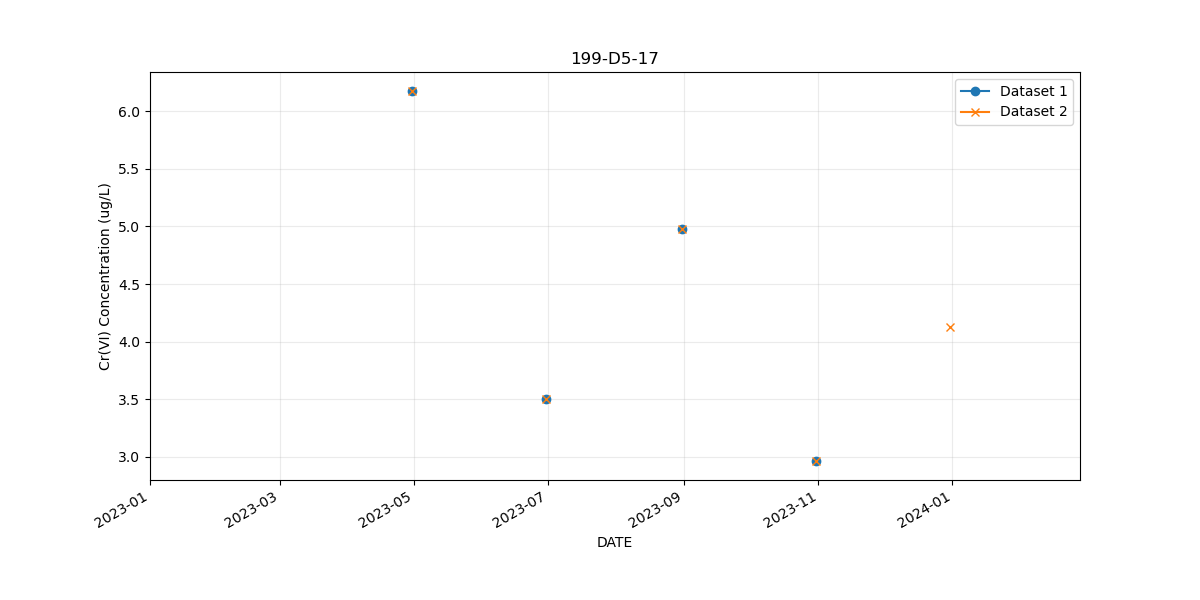 199-D5-17
Dataset 1
Dataset 2
Cr(VI) Concentration (ug/L)
6.0
5.5
5.0
4.5
4.0
3.5
3.0
2023-01
2023-03
2023-05
2023-07
2023-09
2023-11
2024-01
DATE